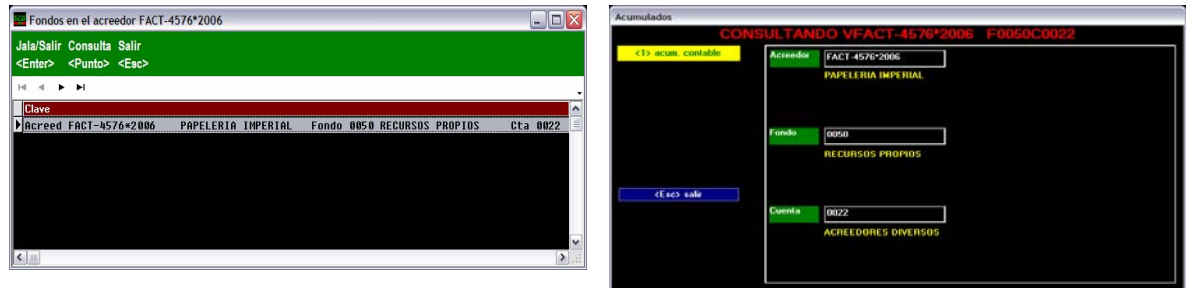 Fondos en el acreedor FACT-4576*2006
Jala/Salir Consulta Salir
<Enter> <Punto> <Esc>
Clave
Acreed FACT-4576*2006 PAPELERIA IMPERIAL Fondo 0050 RECURSOS PROPIOS Cta 0022
Acumulados
CONSULTANDO VFACT-4576*2006 F0050C0022
<1> acum. contable
Acreedor FACT-4576*2006
PAPELERIA IMPERIAL
Fondo 0050
RECURSOS PROPIOS
<Esc> salir
Cuenta 0022
ACREEDORES DIVERSOS